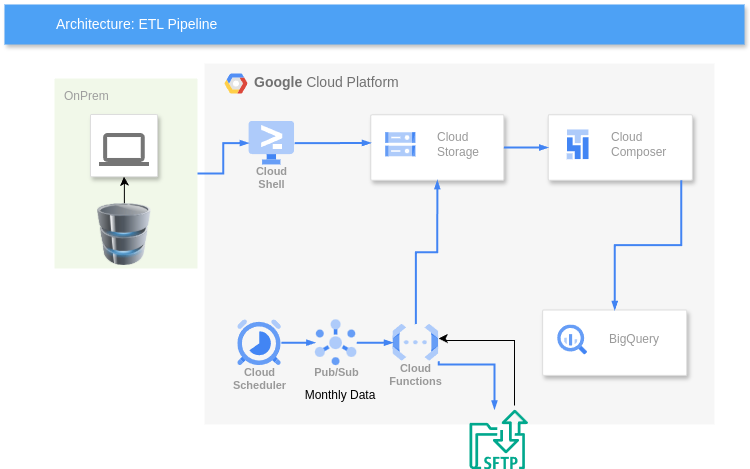 Architecture: ETL Pipeline
Google Cloud Platform
OnPrem
Cloud
Shell
Cloud
Storage
Cloud
Composer
BigQuery
Cloud
Scheduler
Pub/Sub
Cloud
Functions
Monthly Data
SFTP